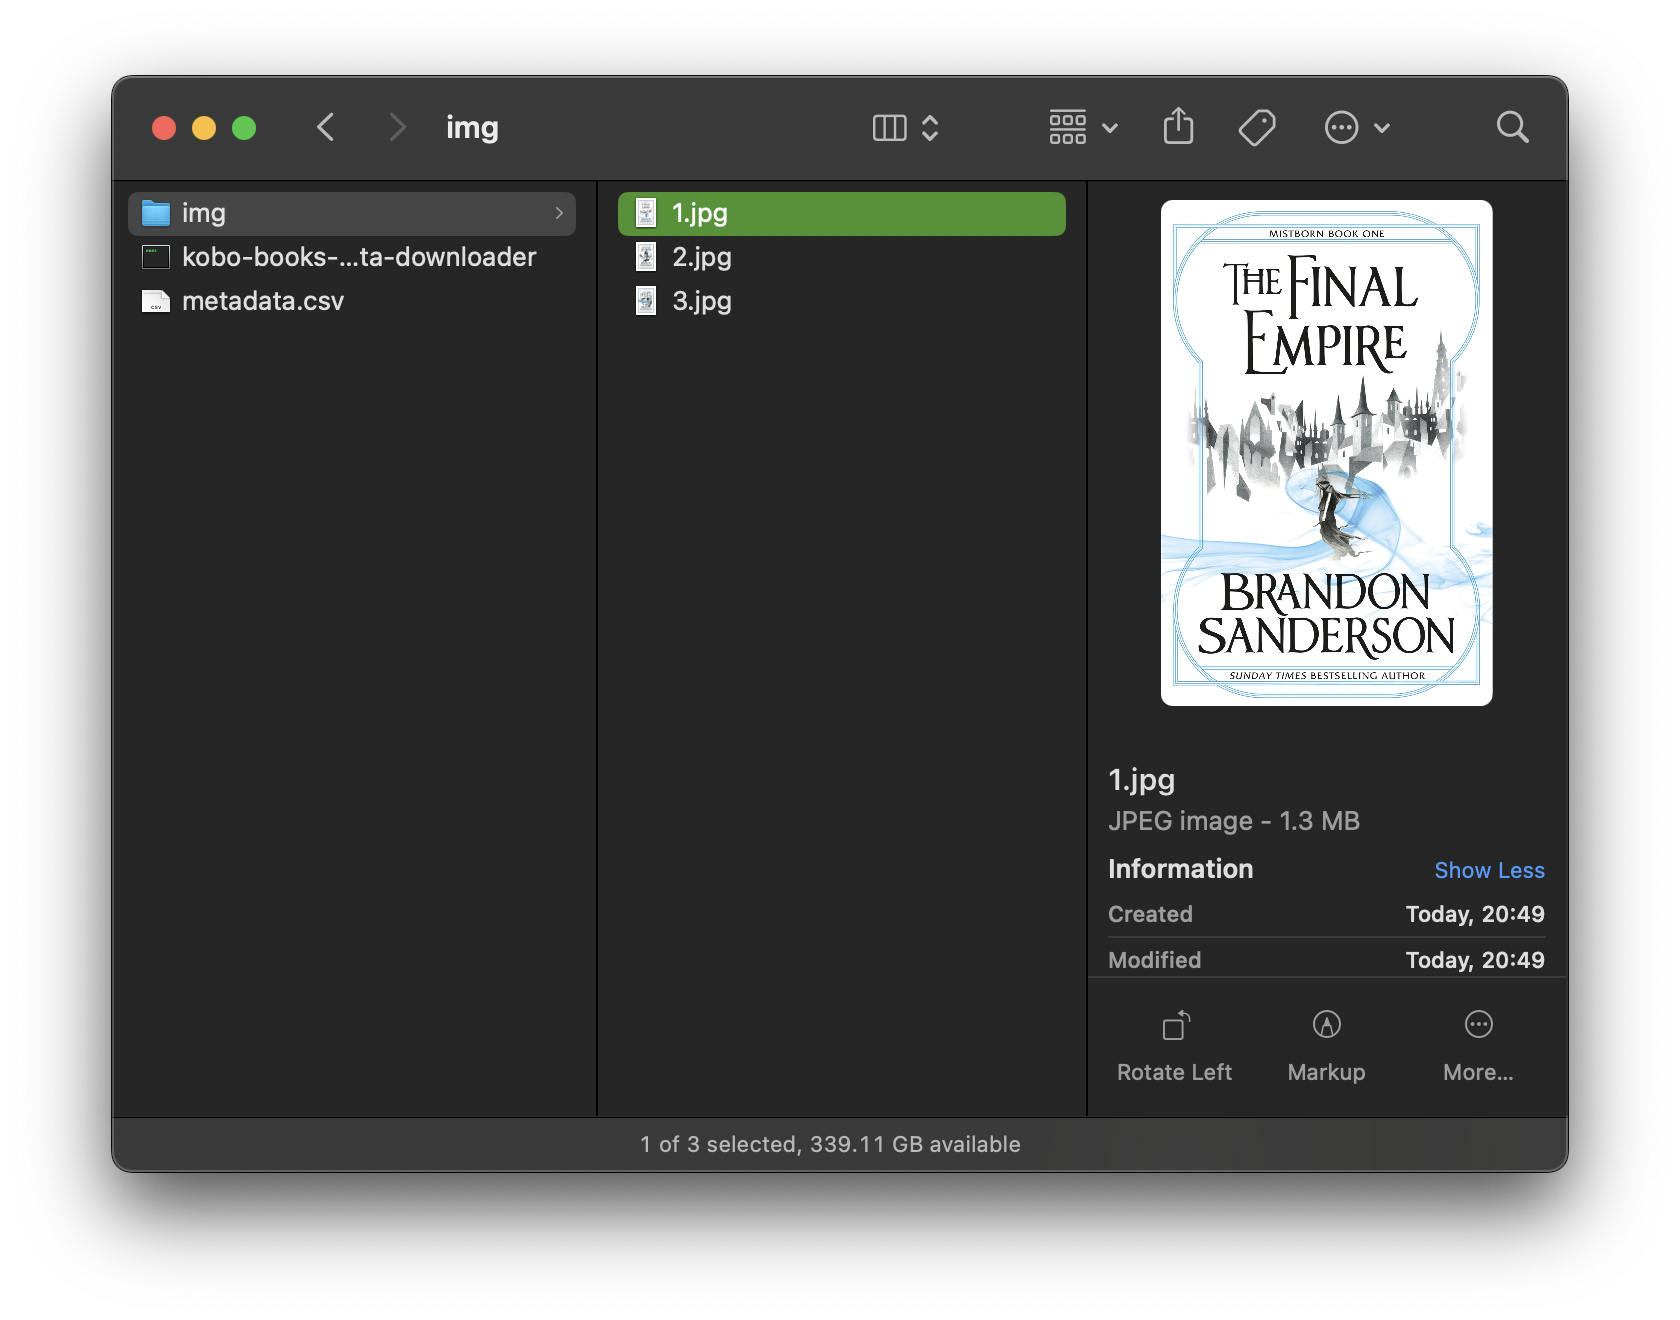 img
img
kobo-books-...ta-downloader
metadata.csv
1.jpg
2.jpg
3.jpg
MISTBORN BOOK ONE
THE FINAL
EMPIRE
BRANDON
SANDERSON
SUNDAY TIMES BESTSELLING AUTHOR
1.jpg
JPEG image - 1.3 MB
Information Show Less
Created Today, 20:49
Modified Today, 20:49
Rotate Left Markup More...
1 of 3 selected, 339.11 GB available